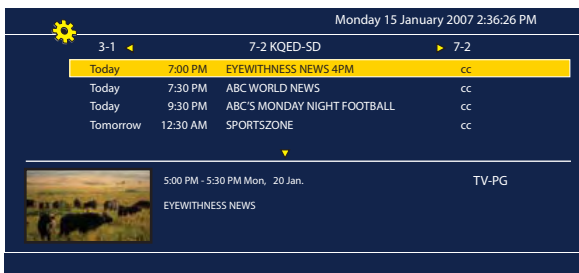 Monday 15 January 2007 2:36:26 PM
3-1 7-2 KQED-SD 7-2
Today 7:00 PM EYEWITHNESS NEWS 4PM cc
Today 7:30 PM ABC WORLD NEWS cc
Today 9:30 PM ABC'S MONDAY NIGHT FOOTBALL cc
Tomorrow 12:30 AM SPORTSZONE cc
5:00 PM - 5:30 PM Mon, 20 Jan. TV-PG
EYEWITHNESS NEWS